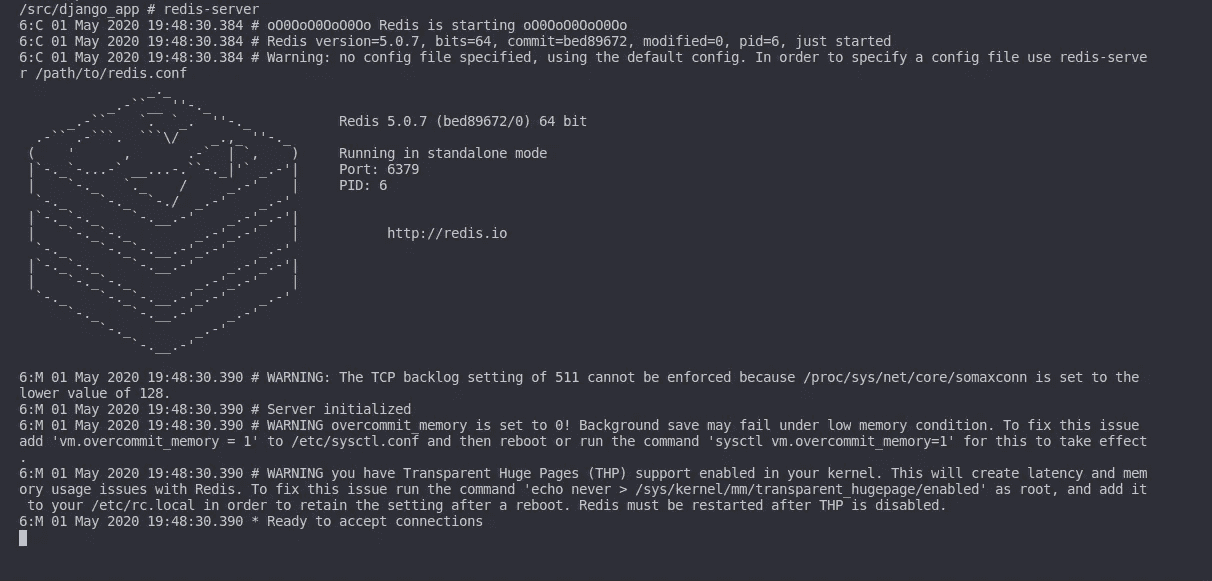 /src/django_app # redis-server
6:C 01 May 2020 19:48:30.384 # oO0OoO0OoO0Oo Redis is starting oO0OoO0OoO0Oo
6:C 01 May 2020 19:48:30.384 # Redis version=5.0.7, bits=64, commit=bed89672, modified=0, pid=6, just started
6:C 01 May 2020 19:48:30.384 # Warning: no config file specified, using the default config. In order to specify a config file use redis-serve
r /path/to/redis.conf
Redis 5.0.7 (bed89672/0) 64 bit
Running in standalone mode
Port: 6379
PID: 6
http://redis.io
6:M 01 May 2020 19:48:30.390 # WARNING: The TCP backlog setting of 511 cannot be enforced because /proc/sys/net/core/somaxconn is set to the
lower value of 128.
6:M 01 May 2020 19:48:30.390 # Server initialized
6:M 01 May 2020 19:48:30.390 # WARNING overcommit_memory is set to 0! Background save may fail under low memory condition. To fix this issue
add 'vm.overcommit_memory = 1' to /etc/sysctl.conf and then reboot or run the command 'sysctl vm.overcommit_memory=1' for this to take effect
.
6:M 01 May 2020 19:48:30.390 # WARNING you have Transparent Huge Pages (THP) support enabled in your kernel. This will create latency and mem
ory usage issues with Redis. To fix this issue run the command 'echo never > /sys/kernel/mm/transparent_hugepage/enabled' as root, and add it
to your /etc/rc.local in order to retain the setting after a reboot. Redis must be restarted after THP is disabled.
6:M 01 May 2020 19:48:30.390 * Ready to accept connections